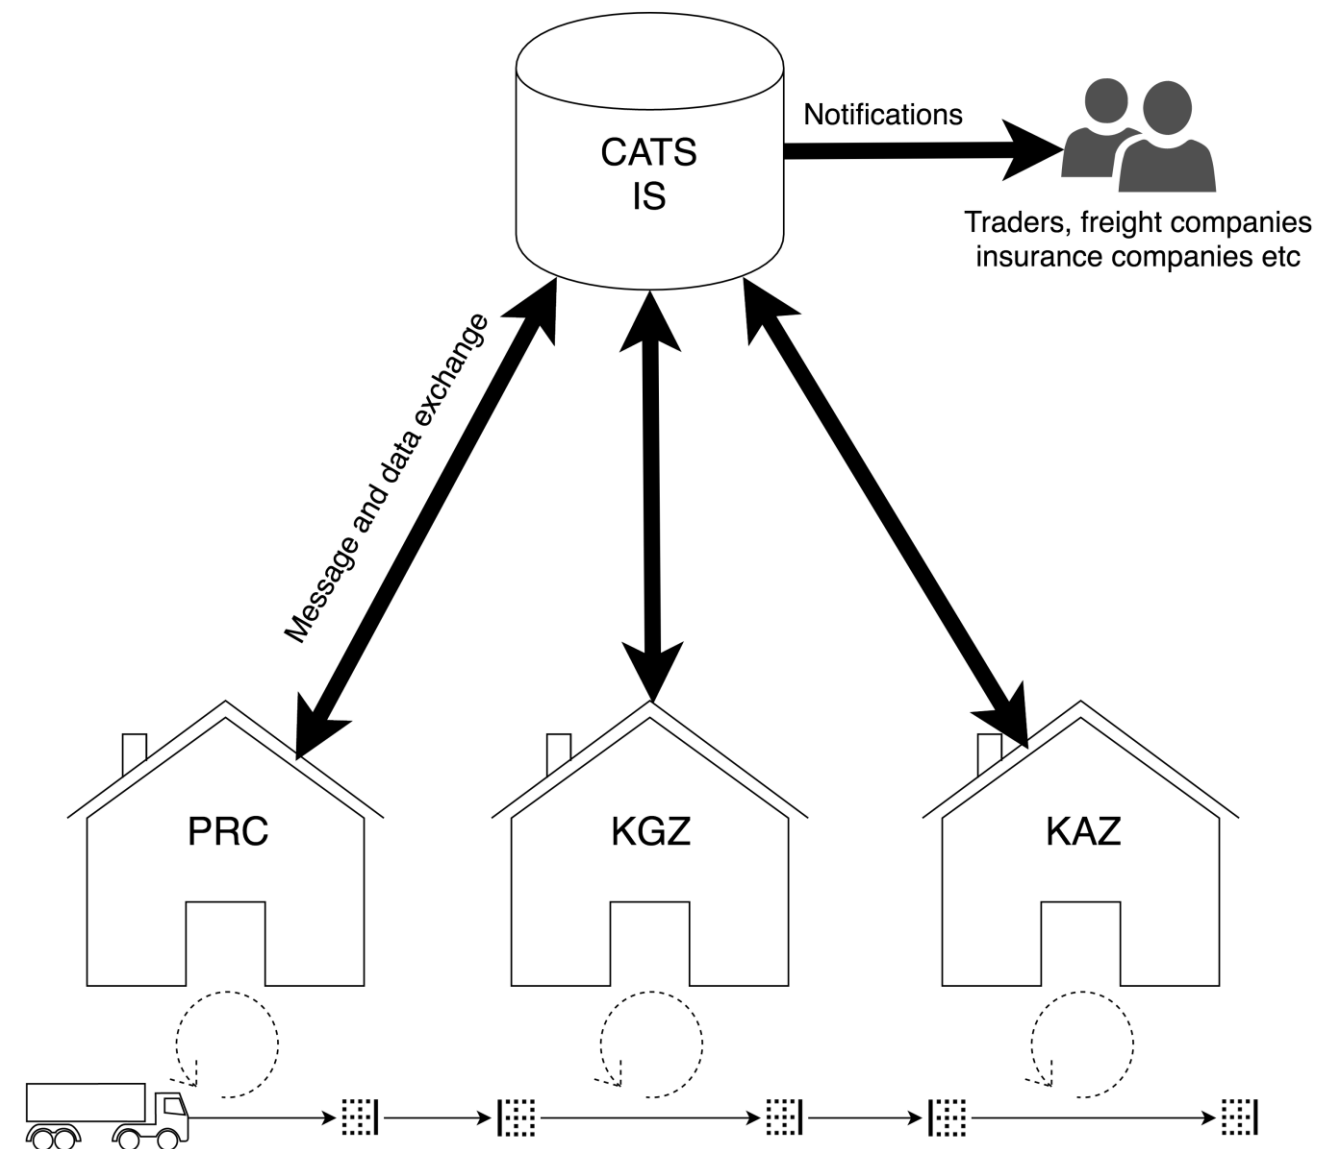 CATS
IS
Notifications
Traders, freight companies
insurance companies etc
Message and data exchange
PRC
KGZ
KAZ